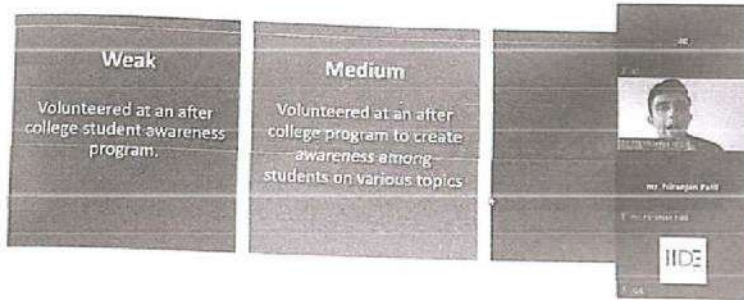 Weak
Volunteered at an after
college student awareness
program.
Medium
Volunteered at an after
college program to create
awareness among
students on various topics
mr. Niranjan Patil
IIDE